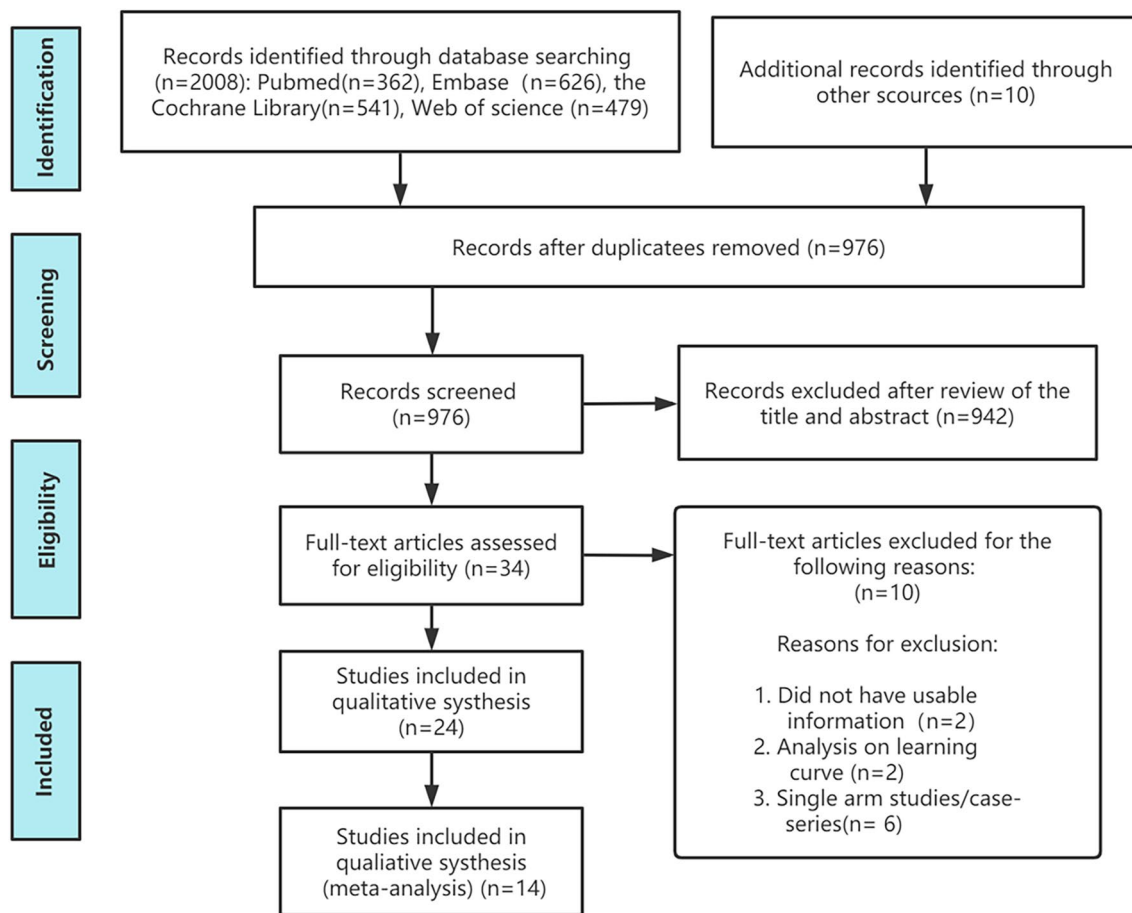 Identification
Records identified through database searching
(n=2008): Pubmed(n=362), Embase (n=626), the
Cochrane Library(n=541), Web of science (n=479)
Additional records identified through
other scources (n=10)
Records after duplicatees removed (n=976)
Screening
Records screened
(n=976)
Records excluded after review of the
title and abstract (n=942)
Eligibility
Full-text articles assessed
for eligibility (n=34)
Full-text articles excluded for the
following reasons:
(n=10)
Reasons for exclusion:
1. Did not have usable
information (n=2)
2. Analysis on learning
curve (n=2)
3. Single arm studies/case-
series(n= 6)
Included
Studies included in
qualitative systhesis
(n=24)
Studies included in
qualiative systhesis
(meta-analysis) (n=14)